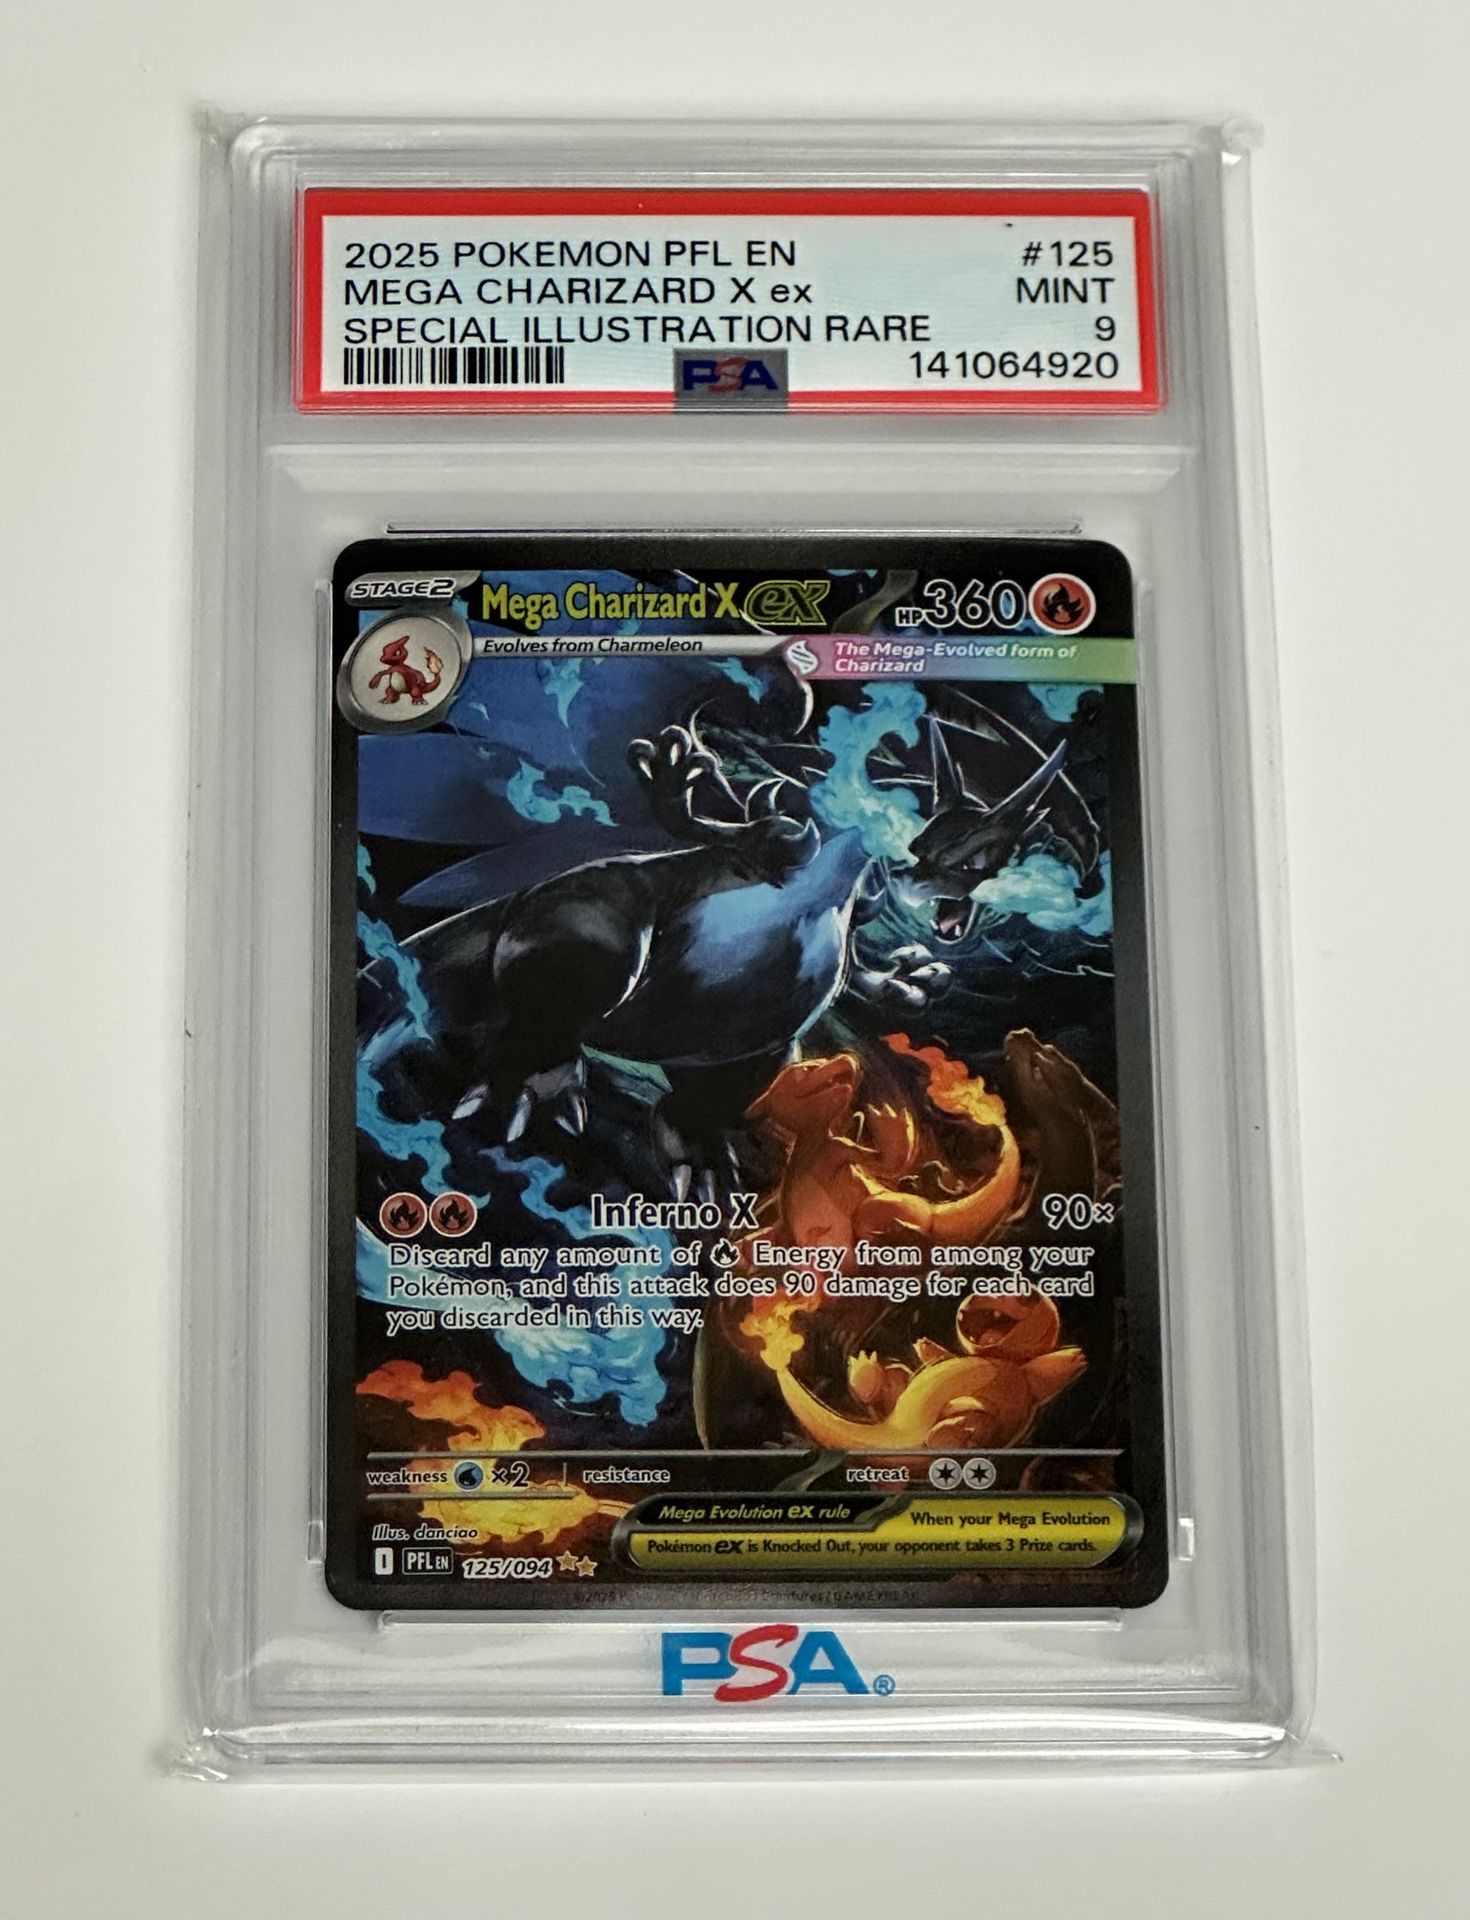 2025 POKEMON PFL EN #125
MEGA CHARIZARD X ex MINT
SPECIAL ILLUSTRATION RARE 9
PSA 141064920
STAGE2 Mega Charizard X ex HP 360
Evolves from Charmeleon
The Mega-Evolved form of
Charizard
Inferno X 90×
Discard any amount of Energy from among your
Pokémon, and this attack does 90 damage for each card
you discarded in this way.
weakness ×2 resistance retreat
Mega Evolution ex rule
When your Mega Evolution
Pokémon ex is Knocked Out, your opponent takes 3 Prize cards.
Illus. danciao
I PFL EN 125/094
PSA®